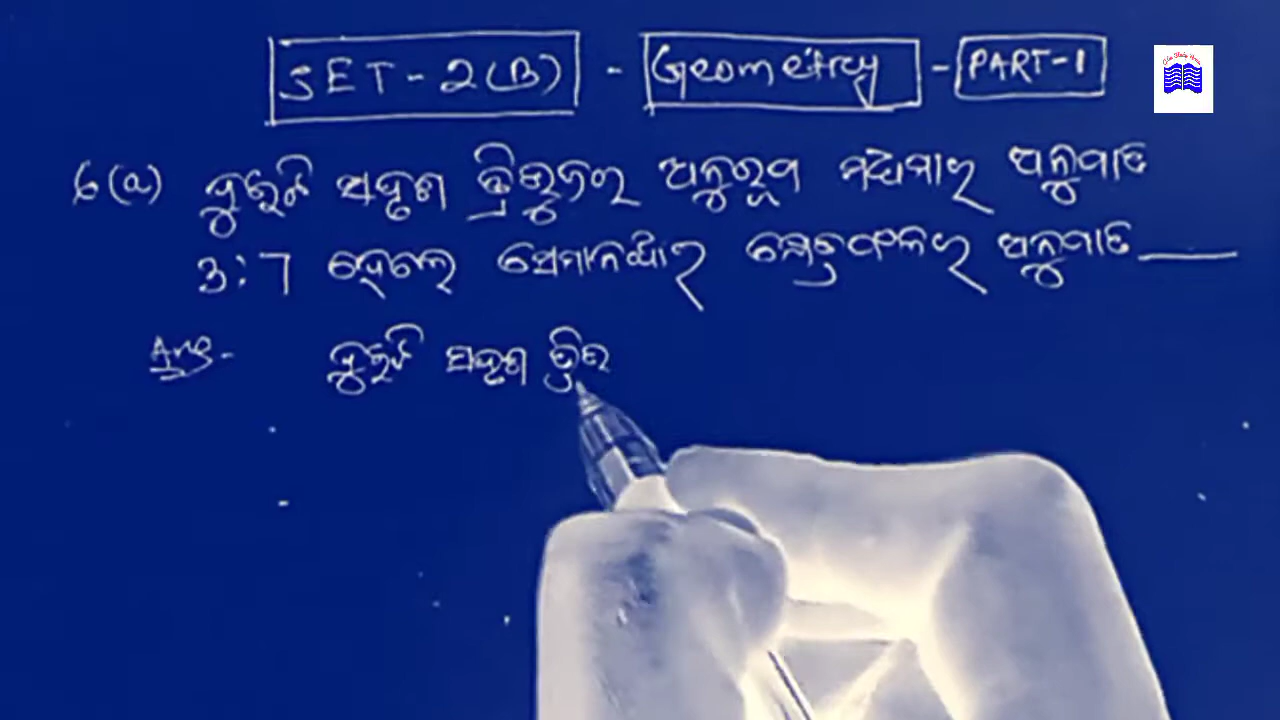 SET-2(B) - Geometry - PART-1
6(a) ଦୁଇଟି ସଦୃଶ ତ୍ରିଭୁଜର ଅନୁରୂପ ମଧ୍ୟମାର ଅନୁପାତ
3:7 ହେଲେ ସେମାନଙ୍କର କ୍ଷେତ୍ରଫଳର ଅନୁପାତ ____
Ans- ଦୁଇଟି ସଦୃଶ ତ୍ରିଭ